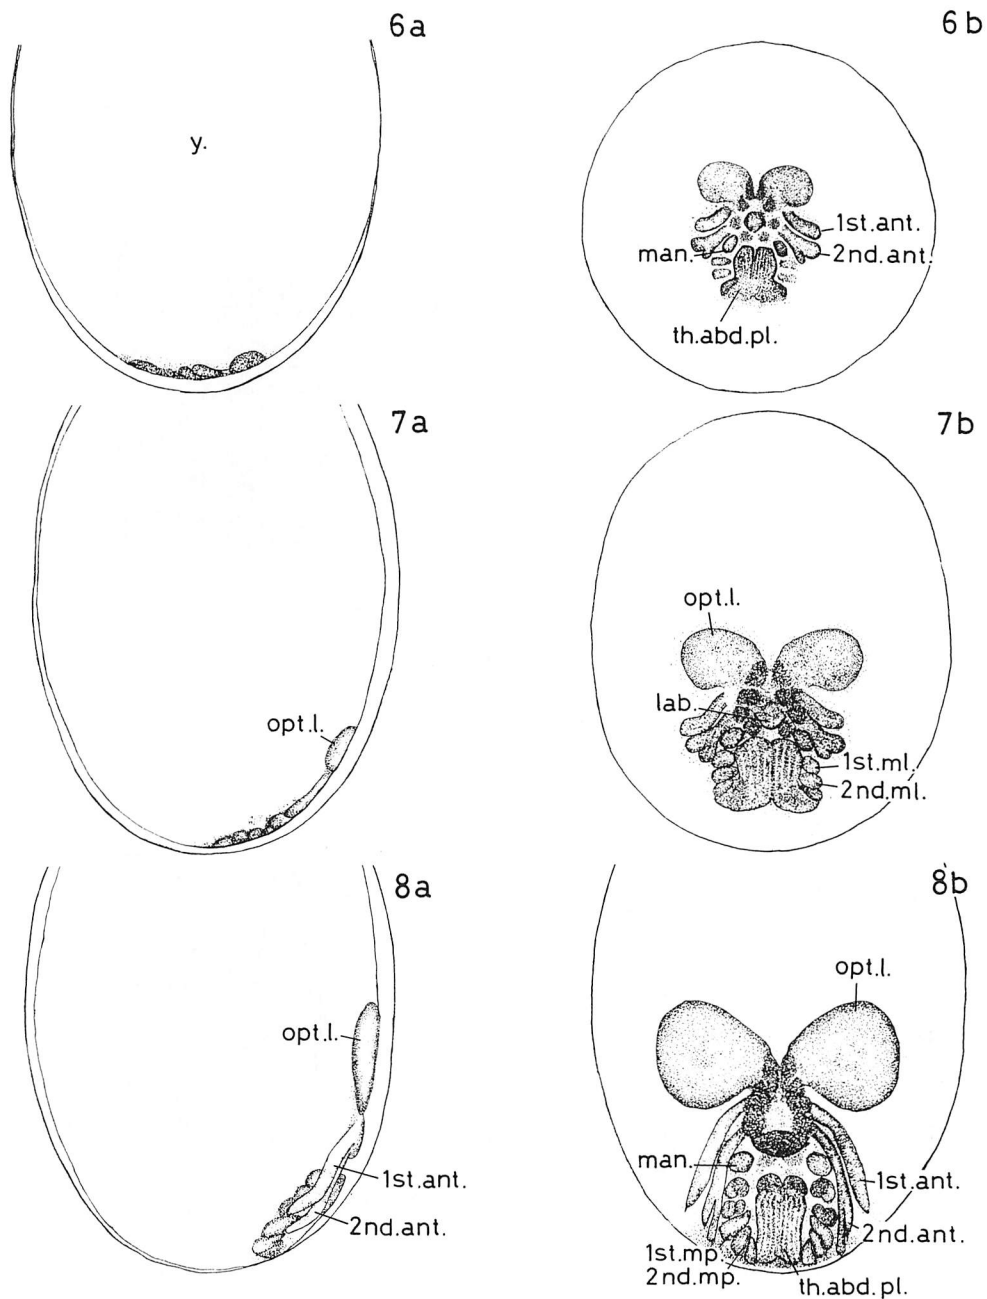 6a
6b
y.
1st.ant.
man.
2nd.ant.
th.abd.pl.
7a
7b
opt.l.
lab.
opt.l.
1st.ml.
2nd.ml.
8a
8b
opt.l.
opt.l.
man.
1st.ant.
1st.ant.
2nd.ant.
2nd.ant.
1st.mp.
2nd.mp.
th.abd.pl.